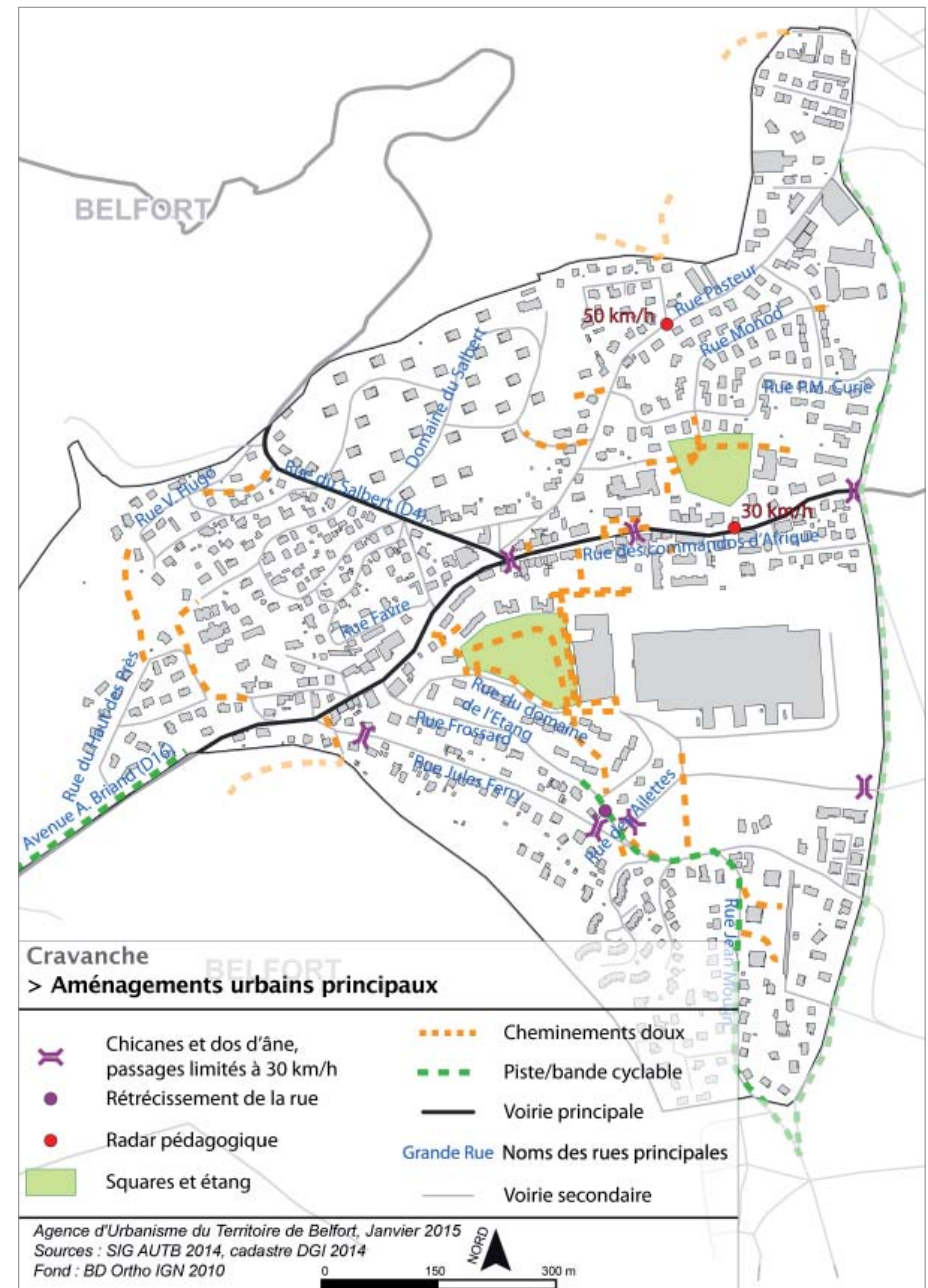 BELFORT
50 km/h
Rue Pasteur
Rue Mohod
Domaine du Salbert
Rue P.M. Curie
Rue V. Hugo
Rue du Salbert (D4)
30 km/h
Rue des commandos d'Afrique
Rue Favre
Rue du Haut des Près
Rue du domaine
de l'Etang
Rue Frossard
Rue Jules Ferry
Avenue A. Briand (D16)
Rue des Ailettes
Rue Jean Moulin
BELFORT
Cravanche
> Aménagements urbains principaux
Chicanes et dos d'âne,
passages limités à 30 km/h
Rétrécissement de la rue
Radar pédagogique
Squares et étang
Cheminements doux
Piste/bande cyclable
Voirie principale
Grande Rue Noms des rues principales
Voirie secondaire
Agence d'Urbanisme du Territoire de Belfort, Janvier 2015
Sources : SIG AUTB 2014, cadastre DGI 2014
Fond : BD Ortho IGN 2010
NORD
0 150 300 m